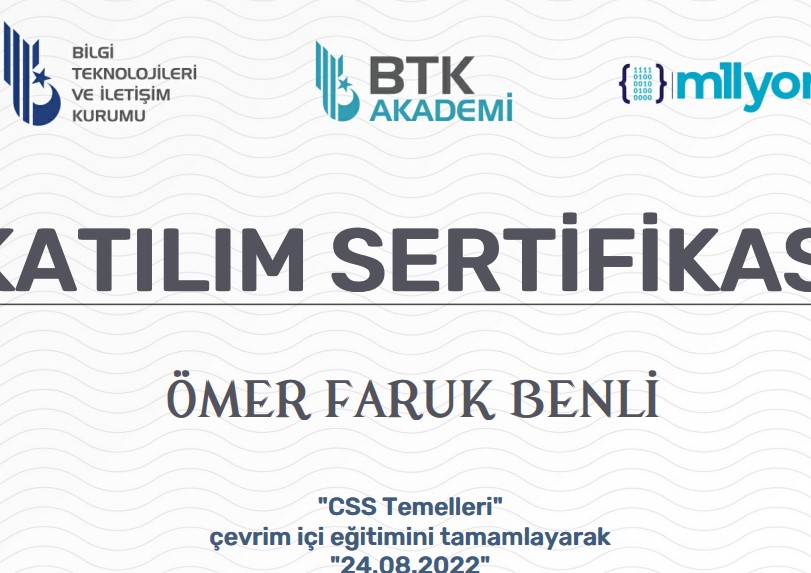 BİLGİ
TEKNOLOJİLERİ
VE İLETİŞİM
KURUMU
BTK
AKADEMİ
1111
0100
0010
0100
0000
m1lyon
KATILIM SERTİFİKAS
ÖMER FARUK BENLİ
"CSS Temelleri"
çevrim içi eğitimini tamamlayarak
"24.08.2022"